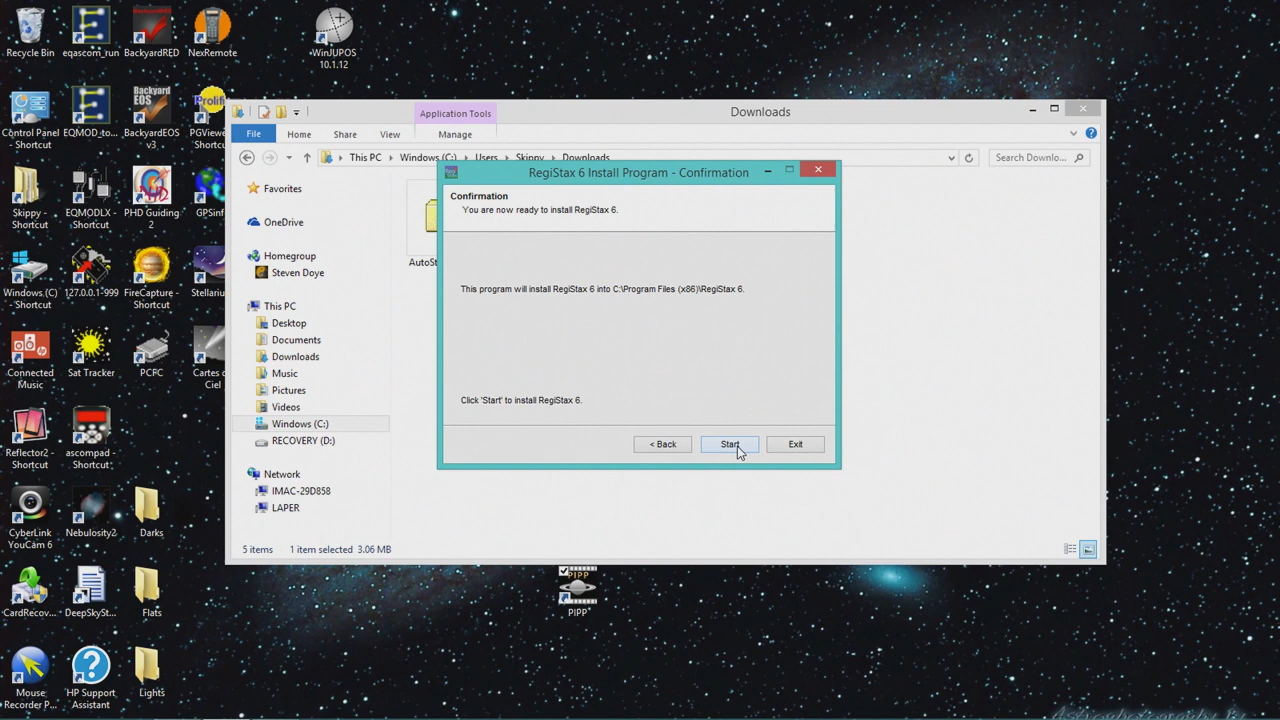 Recycle Bin
eqascom_run
BackyardRED
NexRemote
WinJUPOS
10.1.12
Control Panel
- Shortcut
EQMOD_to...
- Shortcut
BackyardEOS
v3
PGViewe
Shortcut
Backyard
EOS
Prolifi
Skippy -
Shortcut
EQMODLX -
Shortcut
PHD Guiding
2
GPSinf
PHD
Windows (C)
- Shortcut
127.0.0.1-999
FireCapture -
Shortcut
Stellariu
Connected
Music
Sat Tracker
PCFC
Cartes d
Ciel
Reflector2 -
Shortcut
ascompad -
Shortcut
CyberLink
YouCam 6
Nebulosity2
Darks
CardRecov...
DeepSkySt...
Flats
Mouse
Recorder P...
HP Support
Assistant
Lights
PIPP
PIPP
Application Tools
Downloads
File
Home
Share
View
Manage
This PC
Windows (C:)
Users
Skippy
Downloads
Search Downlo...
Favorites
OneDrive
Homegroup
Steven Doye
This PC
Desktop
Documents
Downloads
Music
Pictures
Videos
Windows (C:)
RECOVERY (D:)
Network
IMAC-29D858
LAPER
AutoSt
5 items
1 item selected 3.06 MB
RegiStax 6 Install Program - Confirmation
Confirmation
You are now ready to install RegiStax 6.
This program will install RegiStax 6 into C:\Program Files (x86)\RegiStax 6.
Click 'Start' to install RegiStax 6.
< Back
Start
Exit